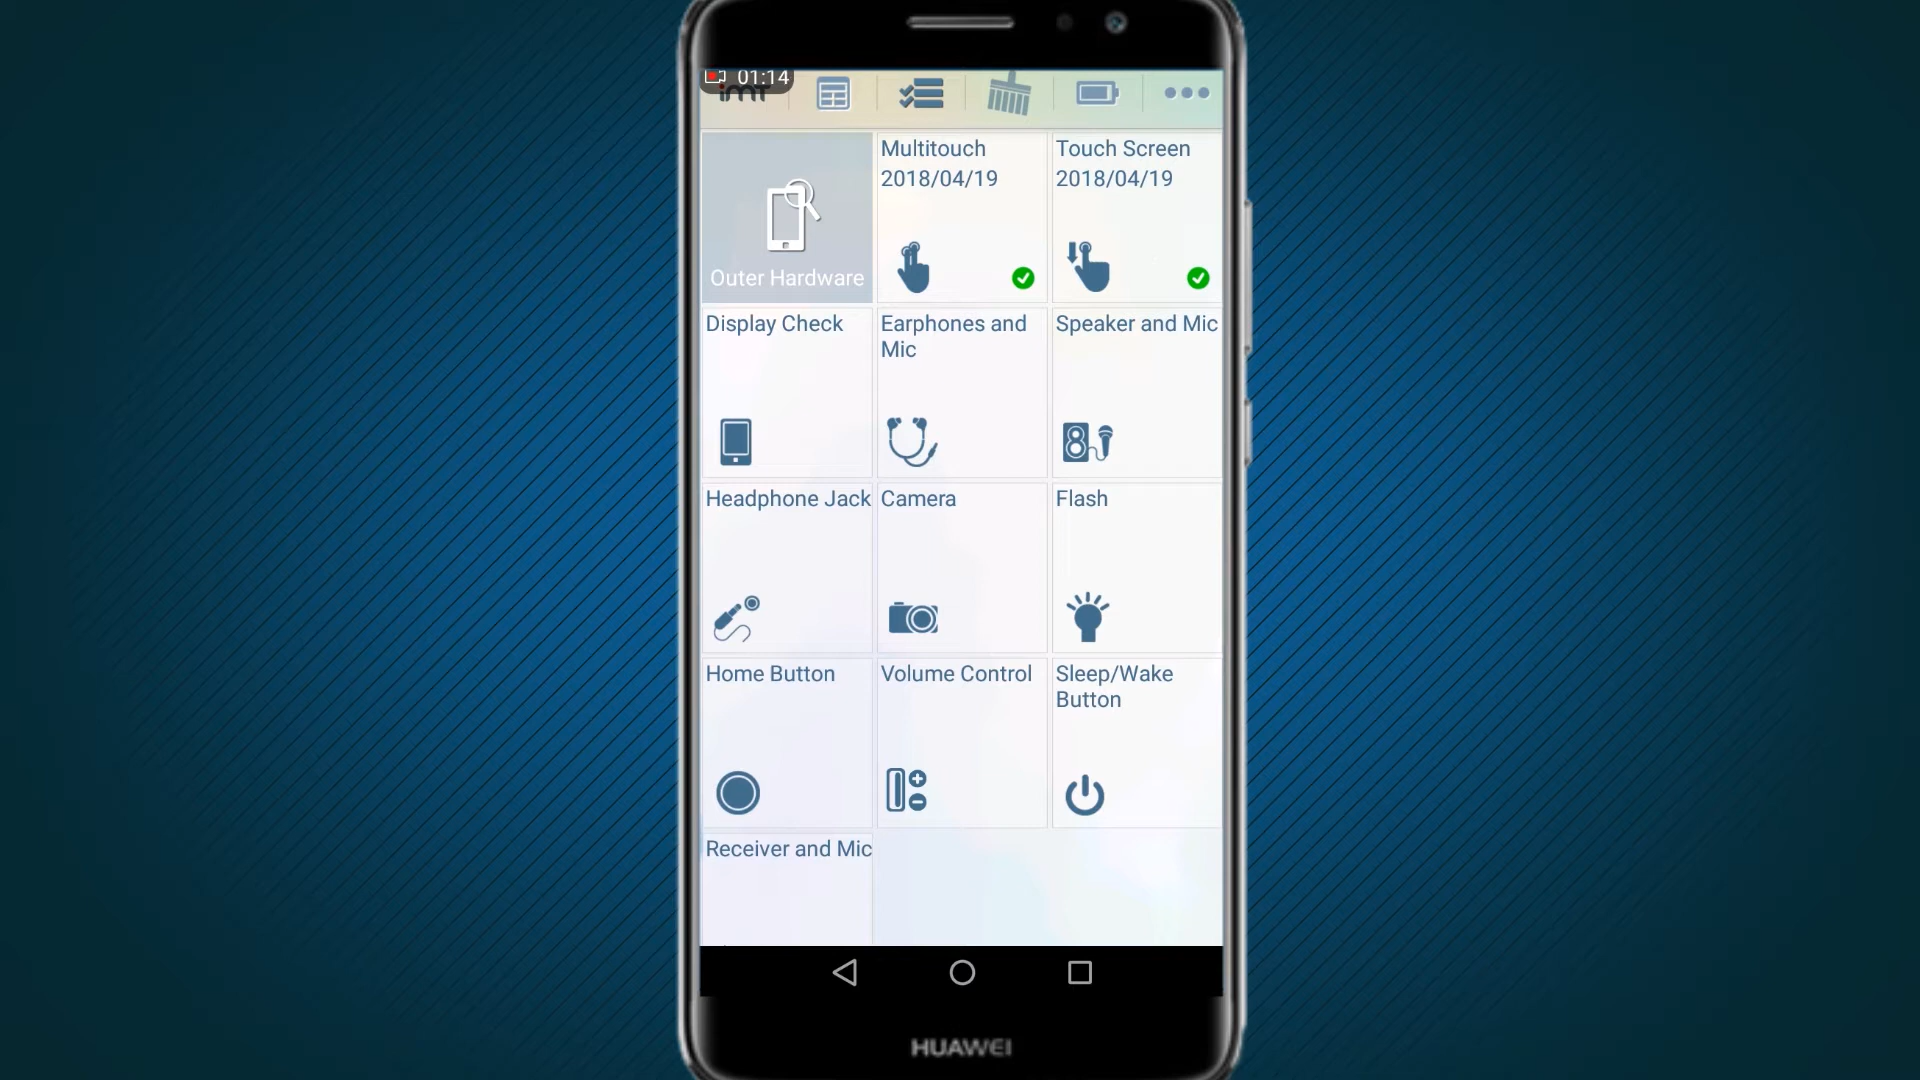 01:14
imt
Multitouch
2018/04/19
Touch Screen
2018/04/19
Outer Hardware
Display Check
Earphones and
Mic
Speaker and Mic
Headphone Jack
Camera
Flash
Home Button
Volume Control
Sleep/Wake
Button
Receiver and Mic
HUAWEI